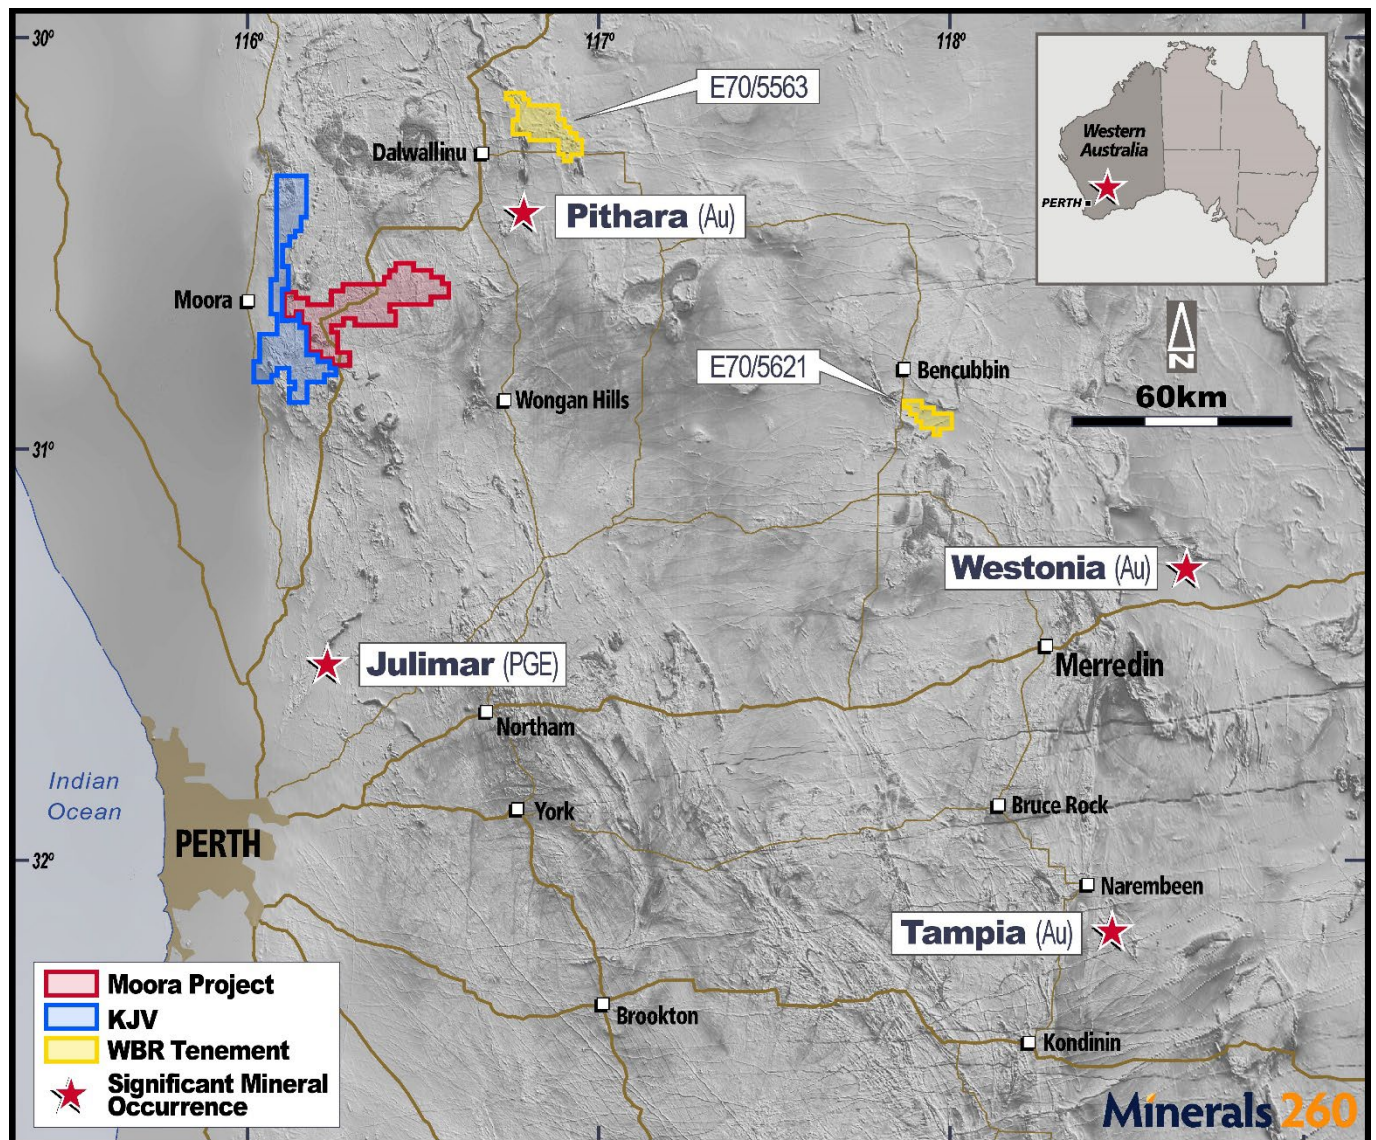 116°
117°
118°
30°
E70/5563
Dalwallinu
Western
Australia
PERTH
Pithara (Au)
Moora
N
E70/5621
Bencubbin
60km
Wongan Hills
31°
Westonia (Au)
Julimar (PGE)
Merredin
Northam
Indian
Ocean
York
Bruce Rock
PERTH
32°
Narembeen
Tampia (Au)
Moora Project
KJV
WBR Tenement
Significant Mineral
Occurrence
Brookton
Kondinin
Minerals 260